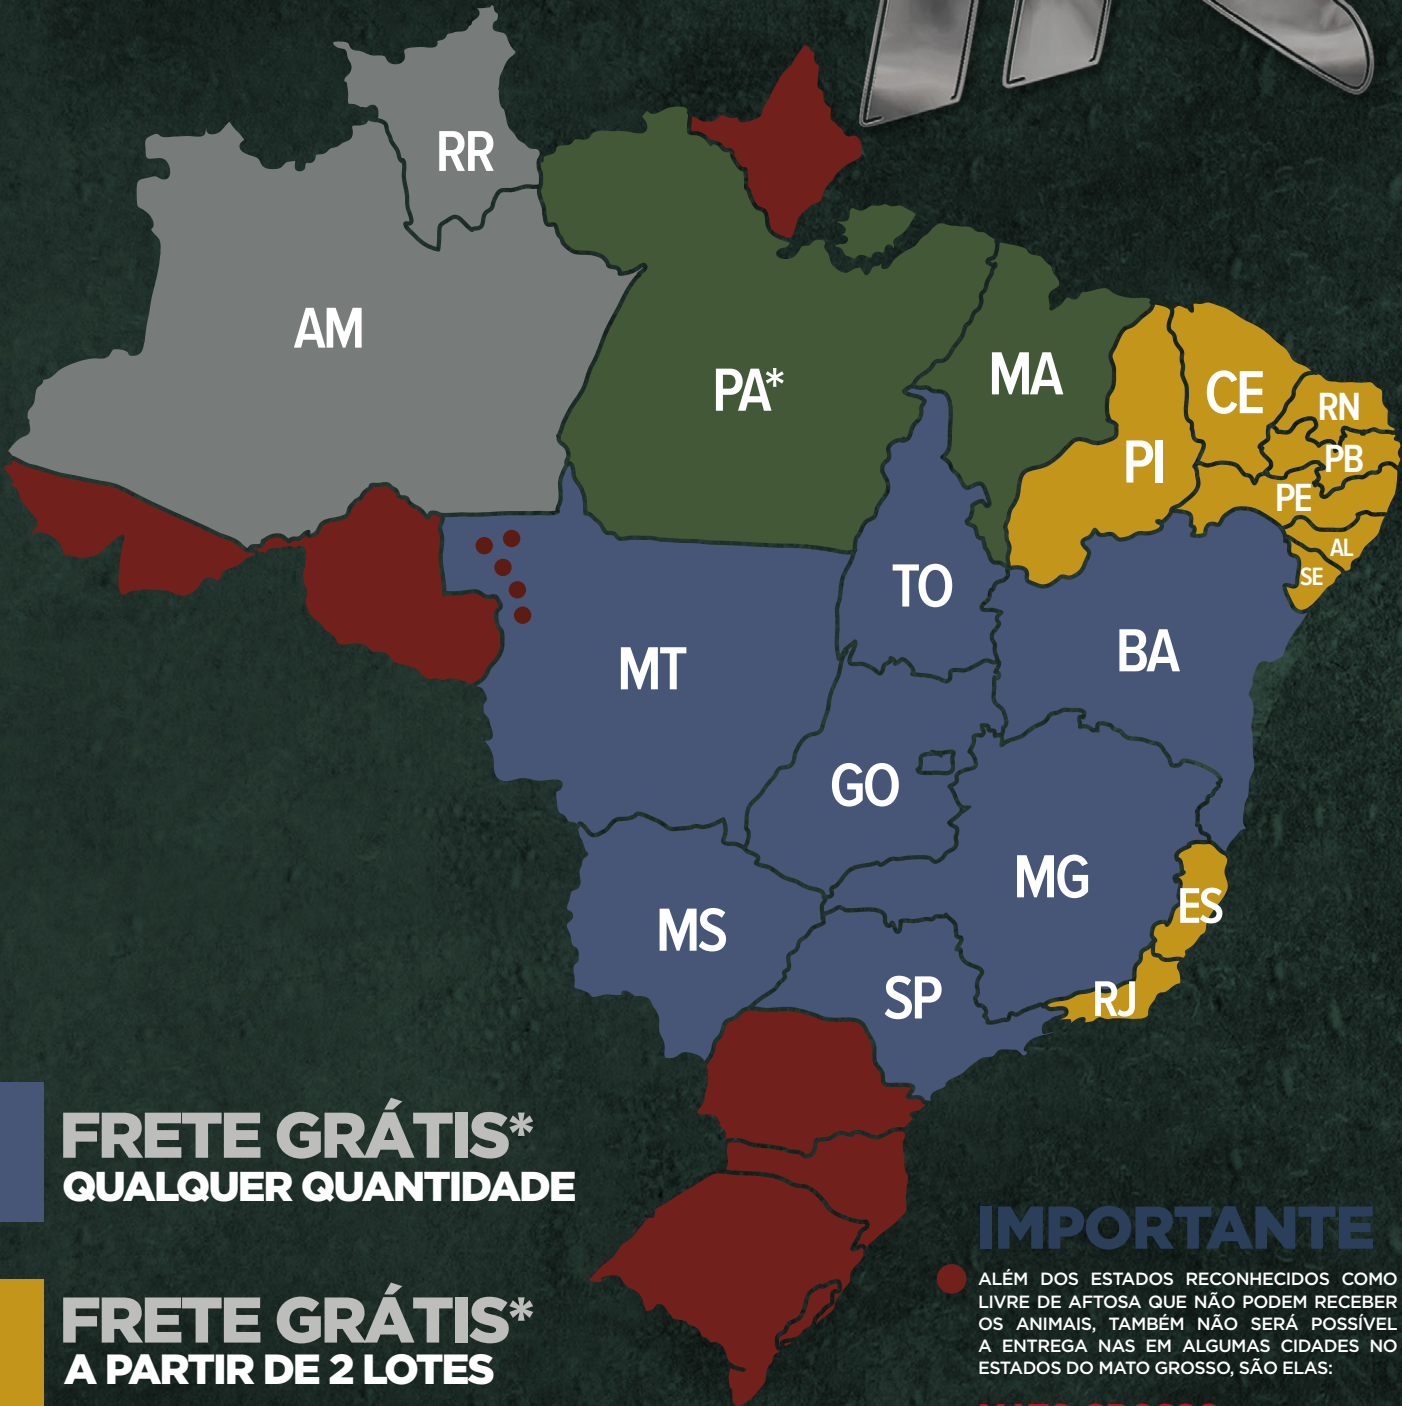 RR
AM
PA*
MA
CE
RN
PI
PB
PE
AL
SE
TO
BA
MT
GO
MG
ES
MS
SP
RJ
FRETE GRÁTIS*
QUALQUER QUANTIDADE
FRETE GRÁTIS*
A PARTIR DE 2 LOTES
IMPORTANTE
ALÉM DOS ESTADOS RECONHECIDOS COMO
LIVRE DE AFTOSA QUE NÃO PODEM RECEBER
OS ANIMAIS, TAMBÉM NÃO SERÁ POSSÍVEL
A ENTREGA NAS EM ALGUMAS CIDADES NO
ESTADOS DO MATO GROSSO, SÃO ELAS: